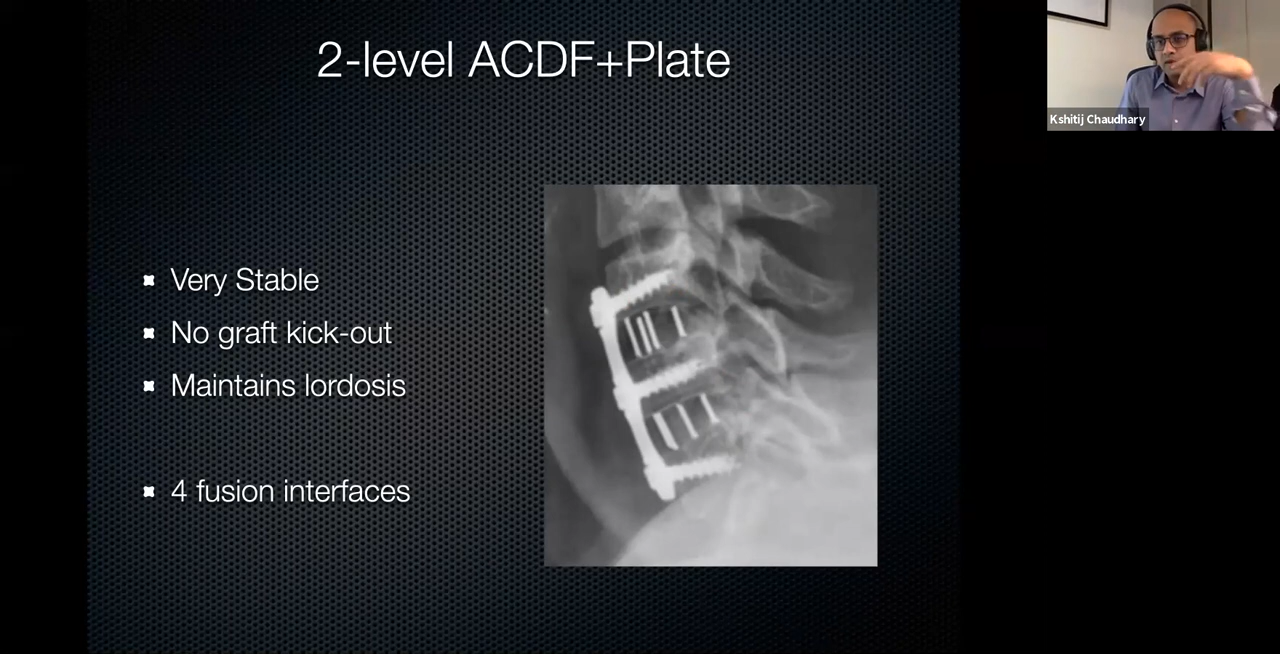 2-level ACDF+Plate
Kshitij Chaudhary
Very Stable
No graft kick-out
Maintains lordosis
4 fusion interfaces